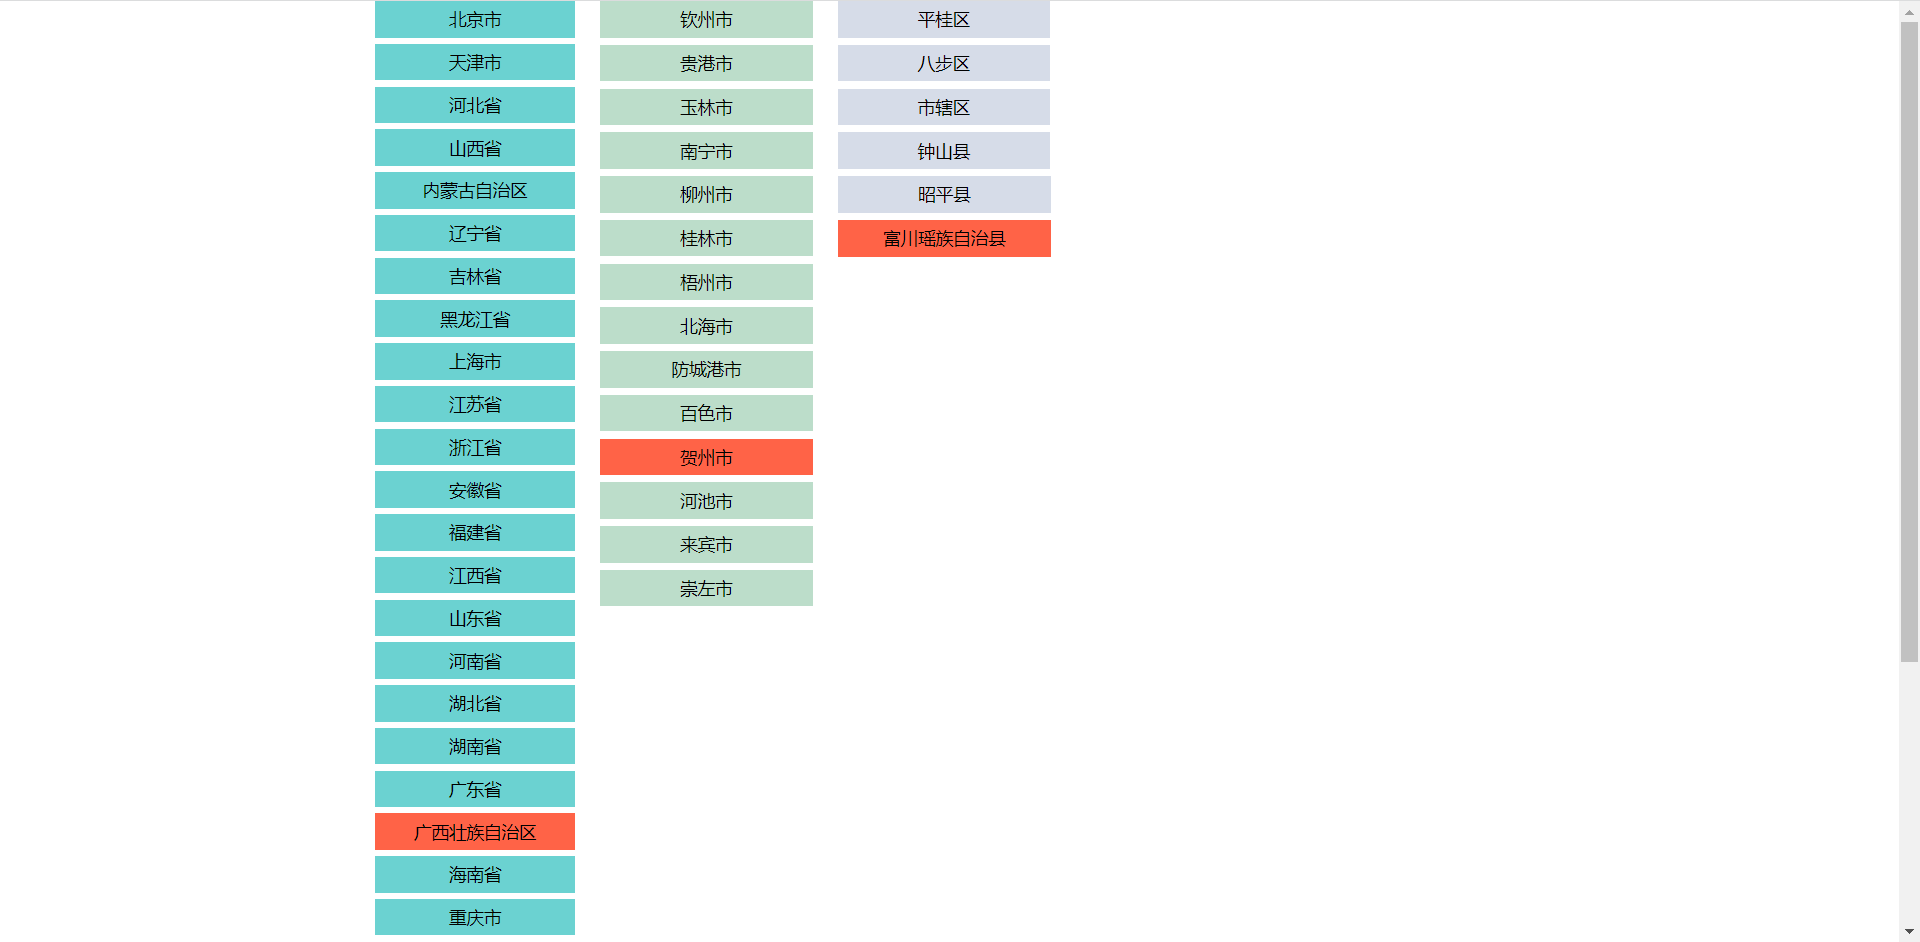 北京市
天津市
河北省
山西省
内蒙古自治区
辽宁省
吉林省
黑龙江省
上海市
江苏省
浙江省
安徽省
福建省
江西省
山东省
河南省
湖北省
湖南省
广东省
广西壮族自治区
海南省
重庆市
钦州市
贵港市
玉林市
南宁市
柳州市
桂林市
梧州市
北海市
防城港市
百色市
贺州市
河池市
来宾市
崇左市
平桂区
八步区
市辖区
钟山县
昭平县
富川瑶族自治县